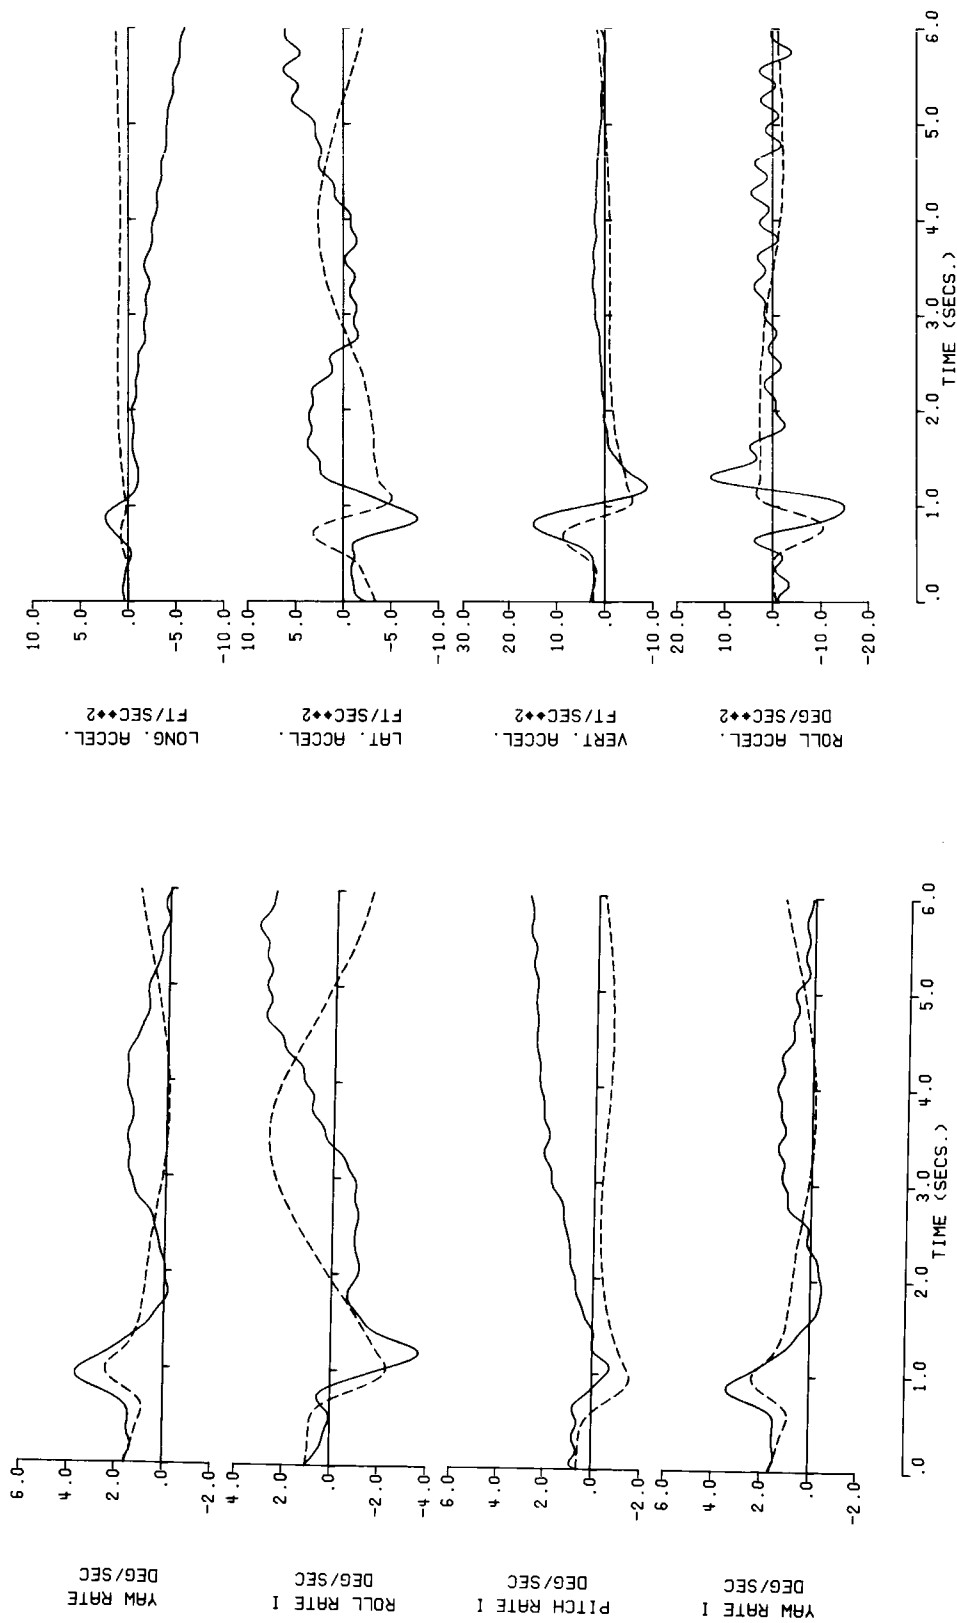 YAW RATE
DEG/SEC
6.0
4.0
2.0
.0
-2.0
ROLL RATE I
DEG/SEC
4.0
2.0
.0
-2.0
-4.0
PITCH RATE I
DEG/SEC
6.0
4.0
2.0
.0
-2.0
YAW RATE I
DEG/SEC
6.0
4.0
2.0
.0
-2.0
.0 1.0 2.0 3.0 4.0 5.0 6.0
TIME (SECS.)
LONG. ACCEL.
FT/SEC**2
10.0
5.0
.0
-5.0
-10.0
LAT. ACCEL.
FT/SEC**2
10.0
5.0
.0
-5.0
-10.0
VERT. ACCEL.
FT/SEC**2
30.0
20.0
10.0
.0
-10.0
ROLL ACCEL.
DEG/SEC**2
20.0
10.0
.0
-10.0
-20.0
.0 1.0 2.0 3.0 4.0 5.0 6.0
TIME (SECS.)